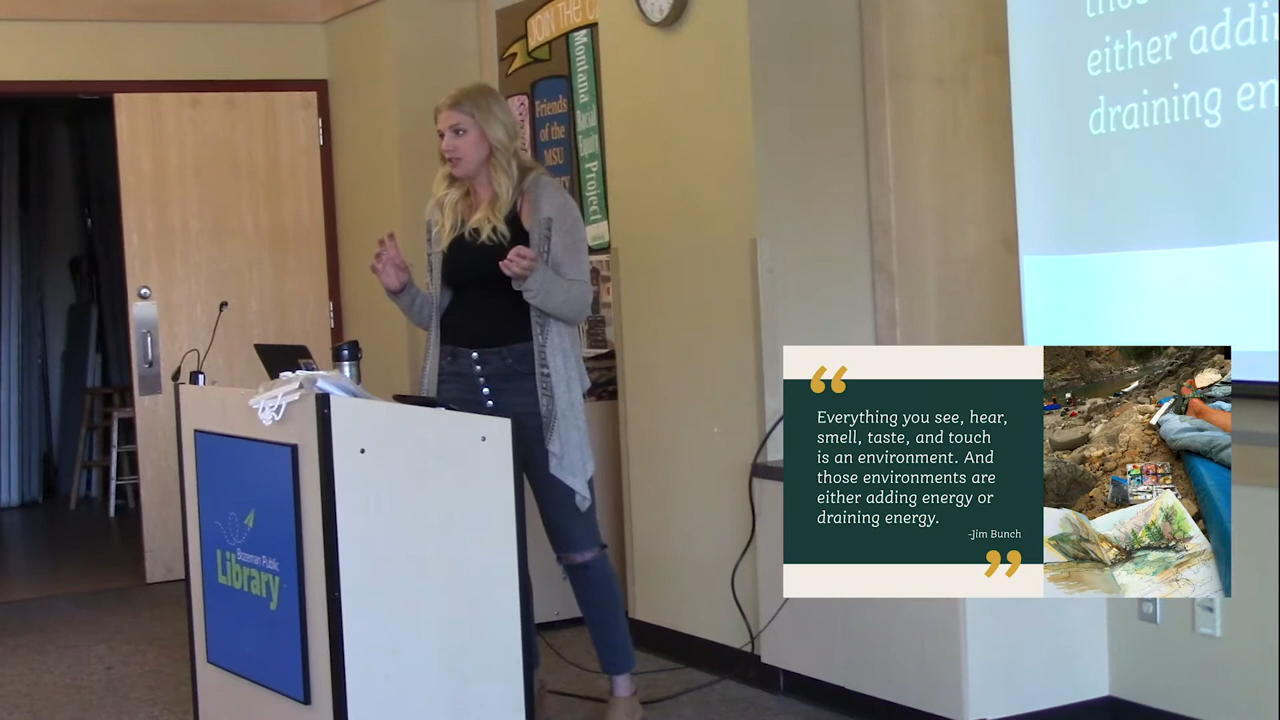 JOIN THE C
Friends
of the
MSU
Montana Racial Equity Project
either addi
draining en
Everything you see, hear,
smell, taste, and touch
is an environment. And
those environments are
either adding energy or
draining energy.
-Jim Bunch
Bozeman Public
Library